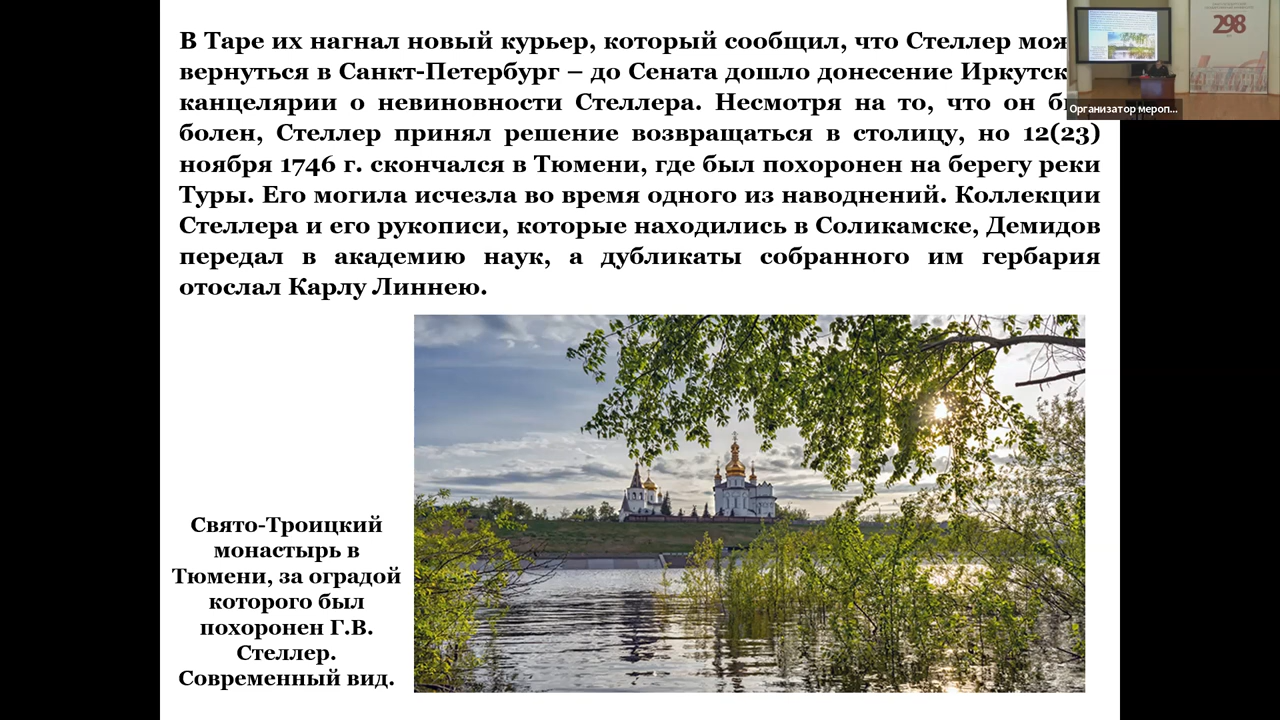 В Таре их нагнал новый курьер, который сообщил, что Стеллер мож
вернуться в Санкт-Петербург – до Сената дошло донесение Иркутск
канцелярии о невиновности Стеллера. Несмотря на то, что он б
болен, Стеллер принял решение возвращаться в столицу, но 12(23)
ноября 1746 г. скончался в Тюмени, где был похоронен на берегу реки
Туры. Его могила исчезла во время одного из наводнений. Коллекции
Стеллера и его рукописи, которые находились в Соликамске, Демидов
передал в академию наук, а дубликаты собранного им гербария
отослал Карлу Линнею.
Свято-Троицкий
монастырь в
Тюмени, за оградой
которого был
похоронен Г.В.
Стеллер.
Современный вид.
298
Организатор мероп...